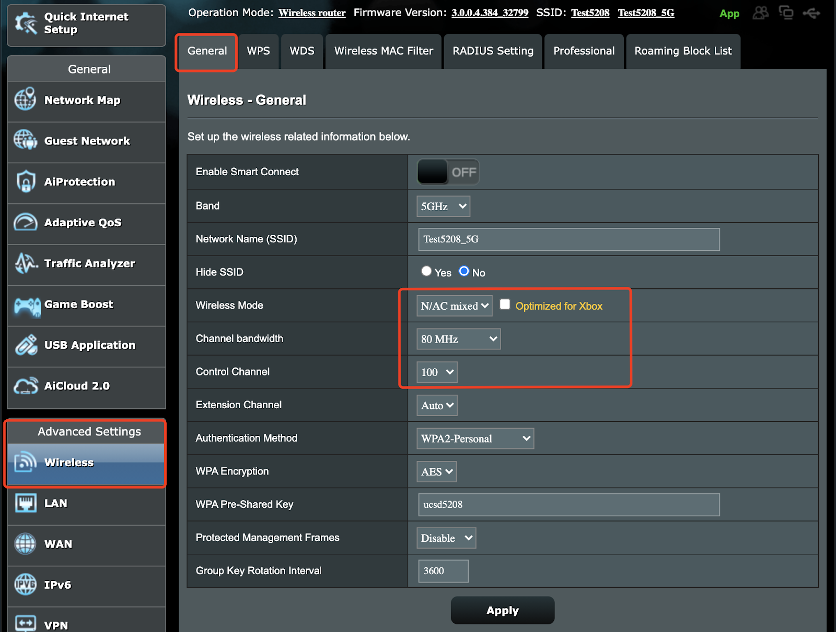 Quick Internet
Setup
Operation Mode: Wireless router Firmware Version: 3.0.0.4.384_32799 SSID: Test5208 Test5208_5G
App
General WPS WDS Wireless MAC Filter RADIUS Setting Professional Roaming Block List
General
Network Map
Guest Network
AiProtection
Adaptive QoS
Traffic Analyzer
Game Boost
USB Application
AiCloud 2.0
Advanced Settings
Wireless
LAN
WAN
IPv6
VPN
Wireless - General
Set up the wireless related information below.
Enable Smart Connect OFF
Band 5GHz
Network Name (SSID) Test5208_5G
Hide SSID Yes No
Wireless Mode N/AC mixed Optimized for Xbox
Channel bandwidth 80 MHz
Control Channel 100
Extension Channel Auto
Authentication Method WPA2-Personal
WPA Encryption AES
WPA Pre-Shared Key ucsd5208
Protected Management Frames Disable
Group Key Rotation Interval 3600
Apply